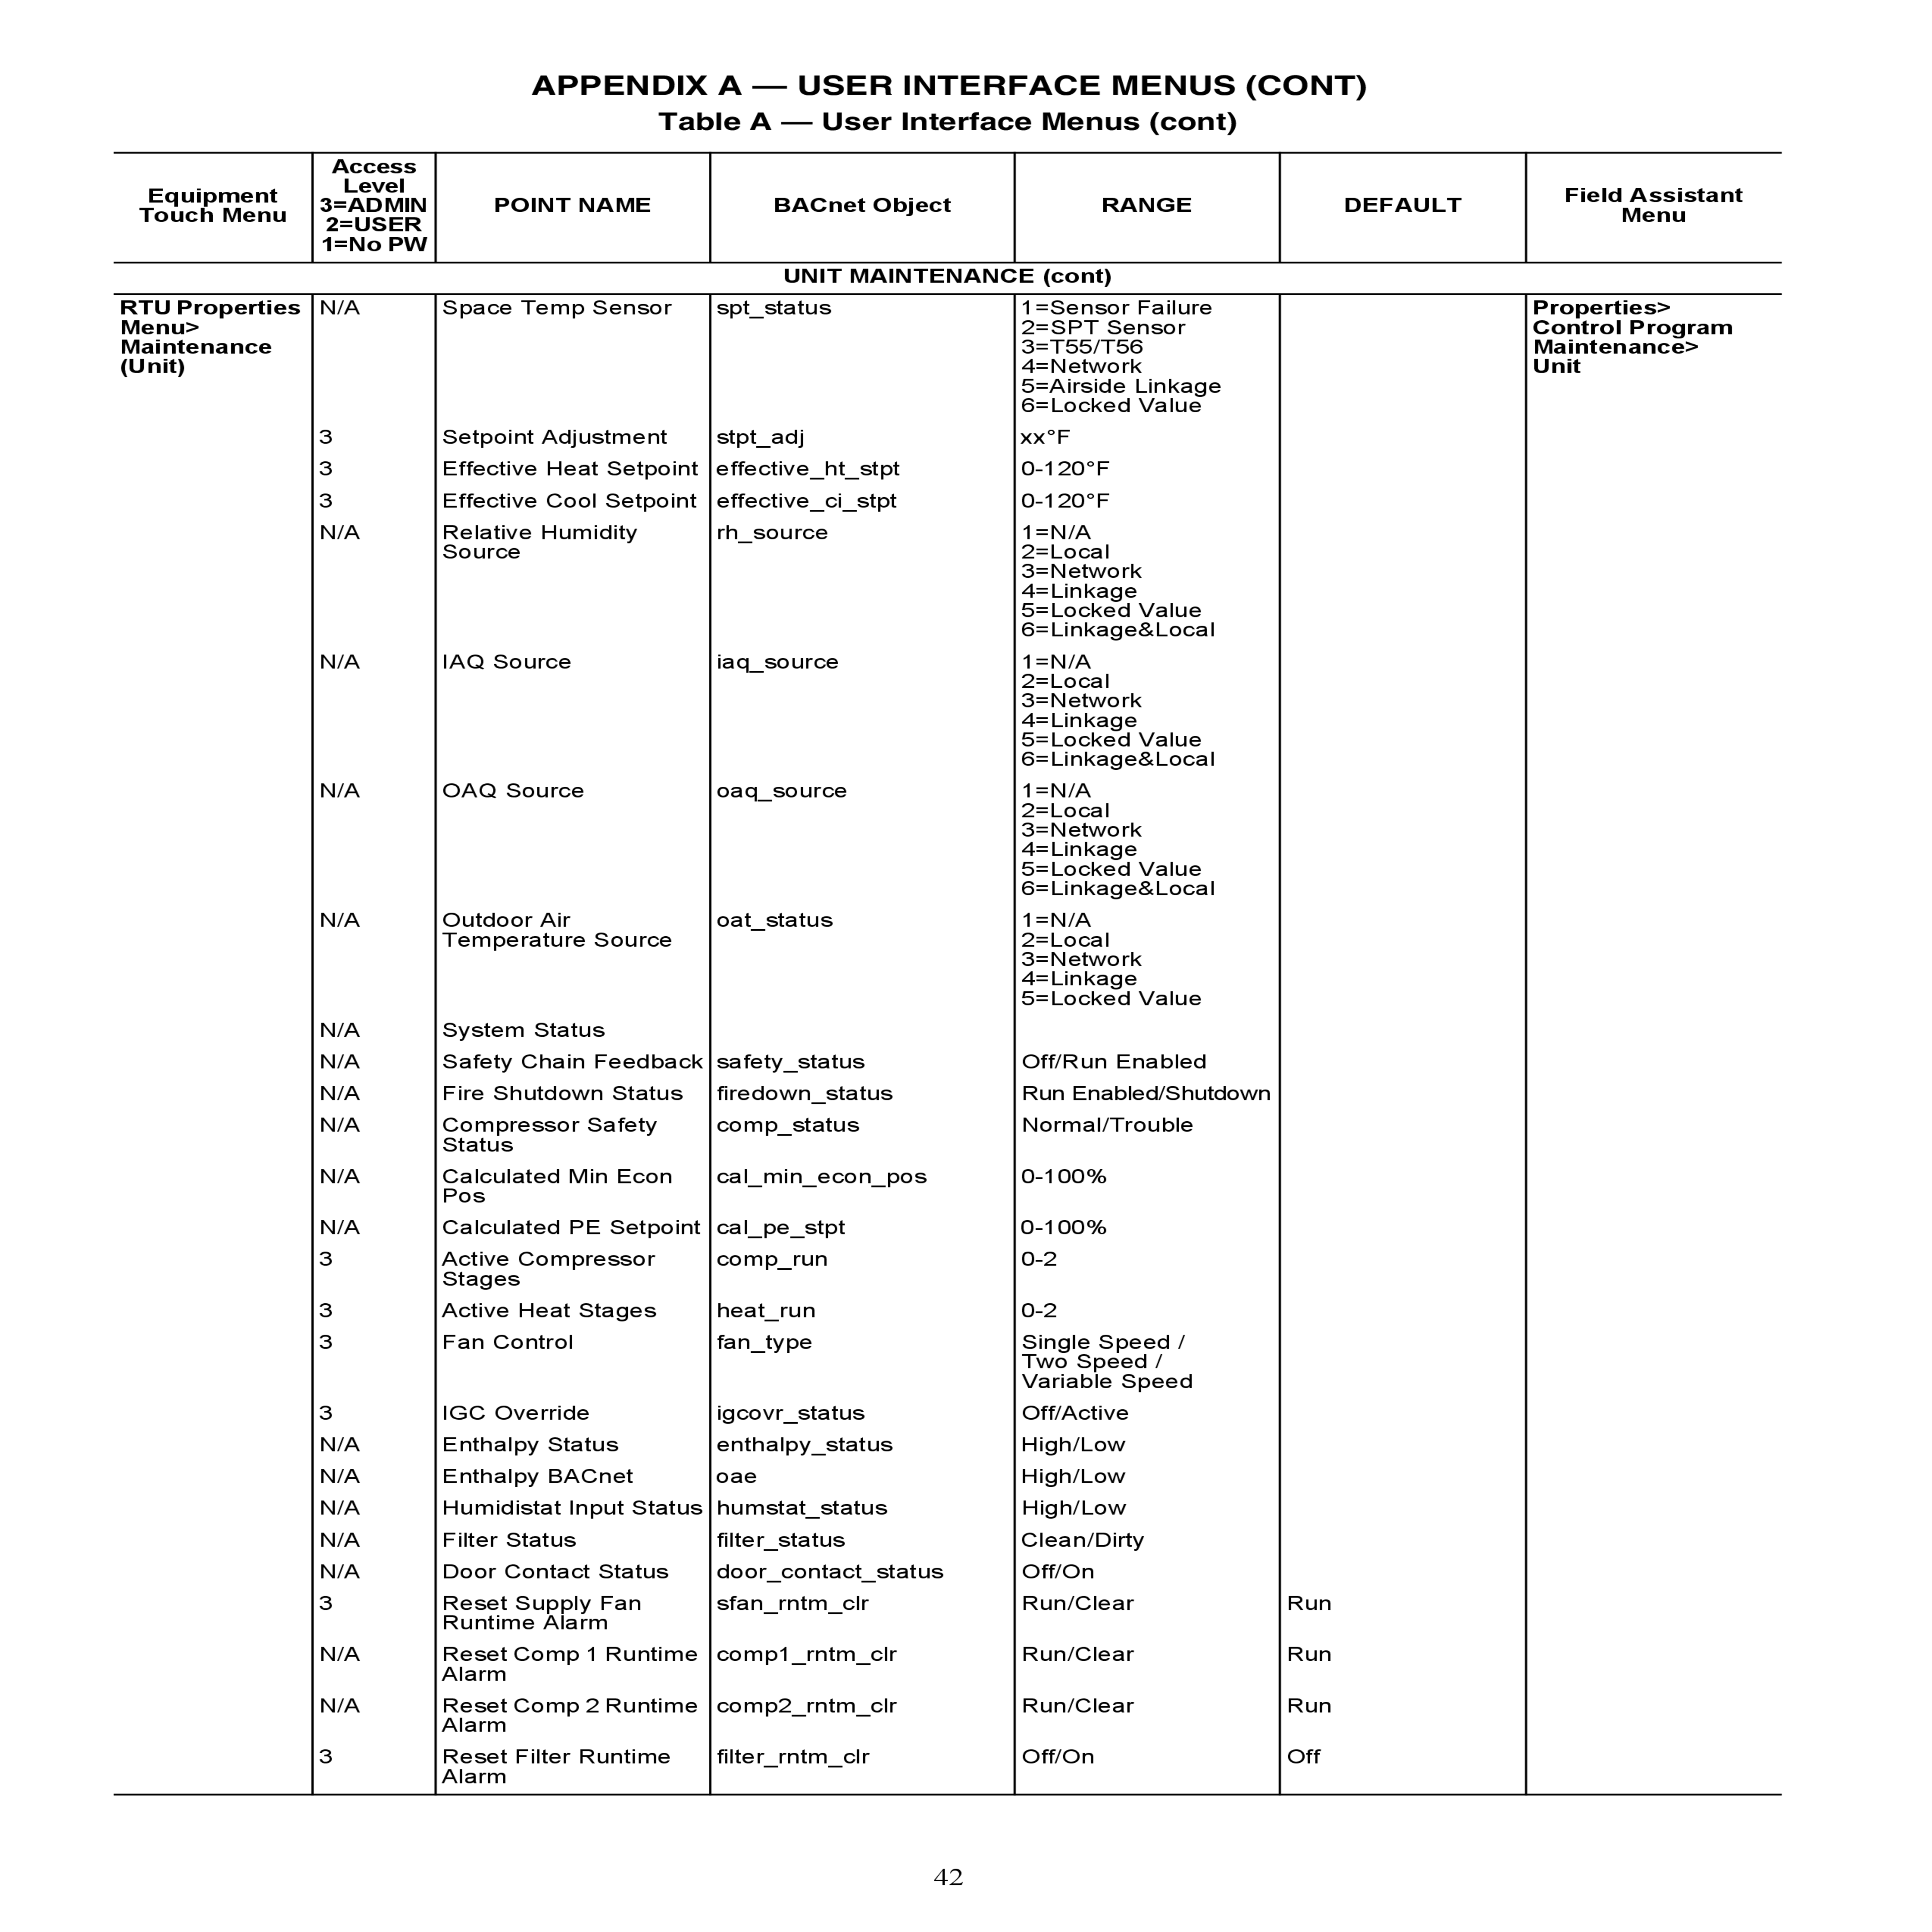 APPENDIX A — USER INTERFACE MENUS (CONT)
Table A — User Interface Menus (cont)
Equipment
Touch Menu
Access
Level
3=ADMIN
2=USER
1=No PW
POINT NAME
BACnet Object
RANGE
DEFAULT
Field Assistant
Menu
UNIT MAINTENANCE (cont)
RTU Properties
Menu>
Maintenance
(Unit)
N/A Space Temp Sensor spt_status 1=Sensor Failure
2=SPT Sensor
3=T55/T56
4=Network
5=Airside Linkage
6=Locked Value
Properties>
Control Program
Maintenance>
Unit
3 Setpoint Adjustment stpt_adj xx°F
3 Effective Heat Setpoint effective_ht_stpt 0-120°F
3 Effective Cool Setpoint effective_ci_stpt 0-120°F
N/A Relative Humidity
Source
rh_source 1=N/A
2=Local
3=Network
4=Linkage
5=Locked Value
6=Linkage&Local
N/A IAQ Source iaq_source 1=N/A
2=Local
3=Network
4=Linkage
5=Locked Value
6=Linkage&Local
N/A OAQ Source oaq_source 1=N/A
2=Local
3=Network
4=Linkage
5=Locked Value
6=Linkage&Local
N/A Outdoor Air
Temperature Source
oat_status 1=N/A
2=Local
3=Network
4=Linkage
5=Locked Value
N/A System Status
N/A Safety Chain Feedback safety_status Off/Run Enabled
N/A Fire Shutdown Status firedown_status Run Enabled/Shutdown
N/A Compressor Safety
Status
comp_status Normal/Trouble
N/A Calculated Min Econ
Pos
cal_min_econ_pos 0-100%
N/A Calculated PE Setpoint cal_pe_stpt 0-100%
3 Active Compressor
Stages
comp_run 0-2
3 Active Heat Stages heat_run 0-2
3 Fan Control fan_type Single Speed /
Two Speed /
Variable Speed
3 IGC Override igcovr_status Off/Active
N/A Enthalpy Status enthalpy_status High/Low
N/A Enthalpy BACnet oae High/Low
N/A Humidistat Input Status humstat_status High/Low
N/A Filter Status filter_status Clean/Dirty
N/A Door Contact Status door_contact_status Off/On
3 Reset Supply Fan
Runtime Alarm
sfan_rntm_clr Run/Clear Run
N/A Reset Comp 1 Runtime
Alarm
comp1_rntm_clr Run/Clear Run
N/A Reset Comp 2 Runtime
Alarm
comp2_rntm_clr Run/Clear Run
3 Reset Filter Runtime
Alarm
filter_rntm_clr Off/On Off
42